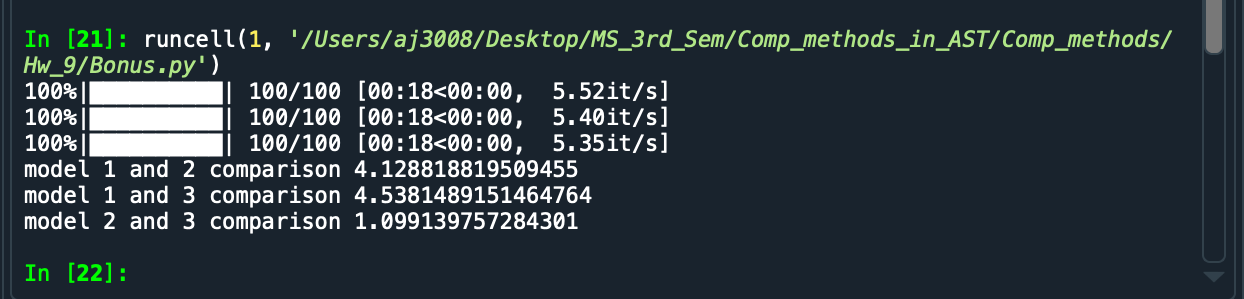 In [21]: runcell(1, '/Users/aj3008/Desktop/MS_3rd_Sem/Comp_methods_in_AST/Comp_methods/
Hw_9/Bonus.py')
100%|██████████| 100/100 [00:18<00:00,  5.52it/s]
100%|██████████| 100/100 [00:18<00:00,  5.40it/s]
100%|██████████| 100/100 [00:18<00:00,  5.35it/s]
model 1 and 2 comparison 4.128818819509455
model 1 and 3 comparison 4.5381489151464764
model 2 and 3 comparison 1.099139757284301
In [22]: